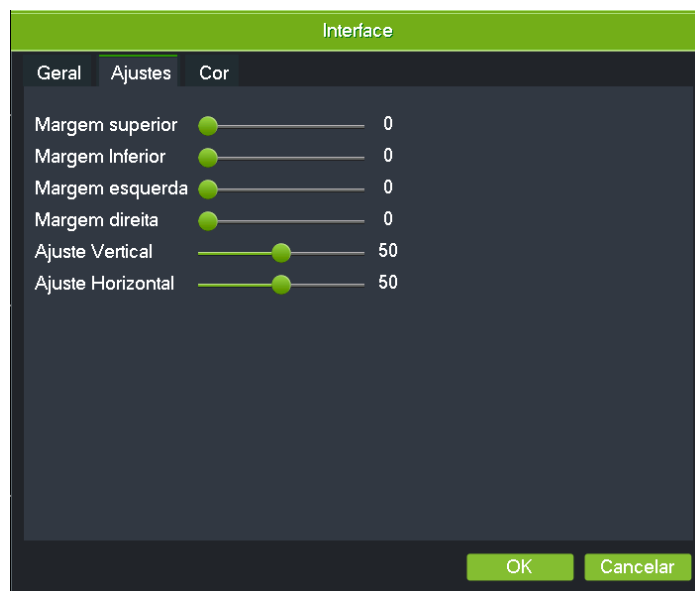 Interface
Geral Ajustes Cor
Margem superior 0
Margem Inferior 0
Margem esquerda 0
Margem direita 0
Ajuste Vertical 50
Ajuste Horizontal 50
OK Cancelar